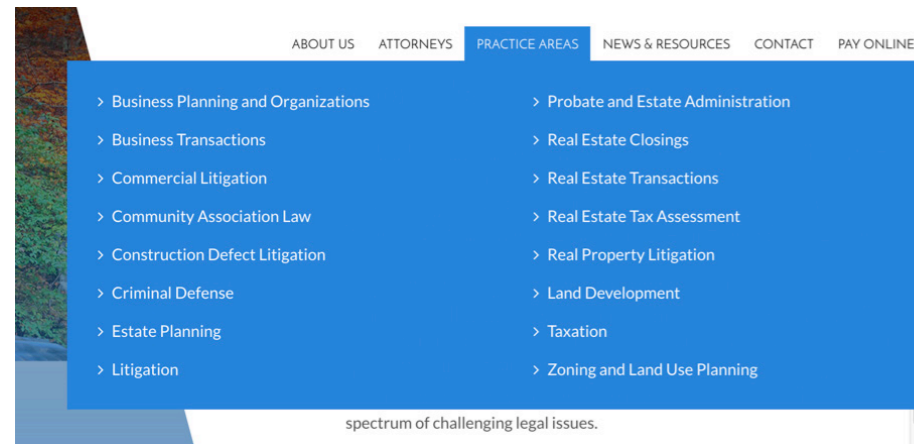 ABOUT US ATTORNEYS PRACTICE AREAS NEWS & RESOURCES CONTACT PAY ONLINE
> Business Planning and Organizations
> Business Transactions
> Commercial Litigation
> Community Association Law
> Construction Defect Litigation
> Criminal Defense
> Estate Planning
> Litigation
> Probate and Estate Administration
> Real Estate Closings
> Real Estate Transactions
> Real Estate Tax Assessment
> Real Property Litigation
> Land Development
> Taxation
> Zoning and Land Use Planning
spectrum of challenging legal issues.